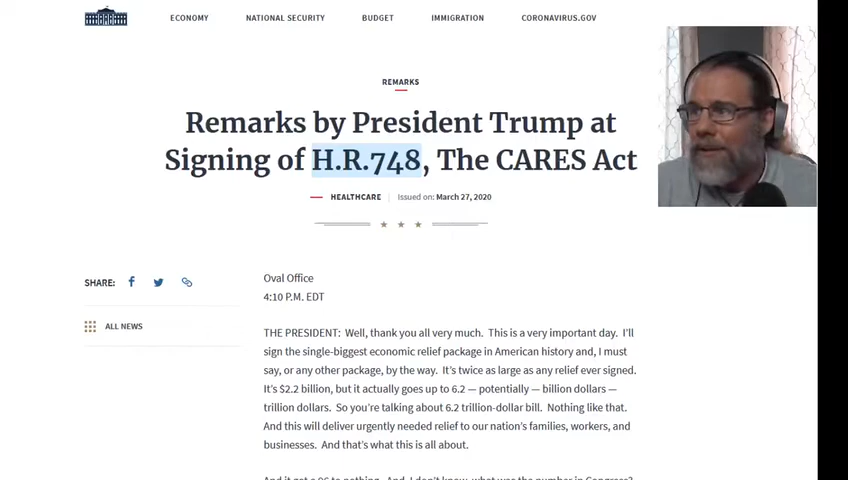 ECONOMY NATIONAL SECURITY BUDGET IMMIGRATION CORONAVIRUS.GOV
REMARKS
Remarks by President Trump at
Signing of H.R.748, The CARES Act
HEALTHCARE Issued on: March 27, 2020
SHARE:
ALL NEWS
Oval Office
4:10 P.M. EDT
THE PRESIDENT: Well, thank you all very much. This is a very important day. I'll
sign the single-biggest economic relief package in American history and, I must
say, or any other package, by the way. It's twice as large as any relief ever signed.
It's $2.2 billion, but it actually goes up to 6.2 — potentially — billion dollars —
trillion dollars. So you're talking about 6.2 trillion-dollar bill. Nothing like that.
And this will deliver urgently needed relief to our nation's families, workers, and
businesses. And that's what this is all about.
And it got a 96 to nothing. And, I don't know, what was the number in Congress?